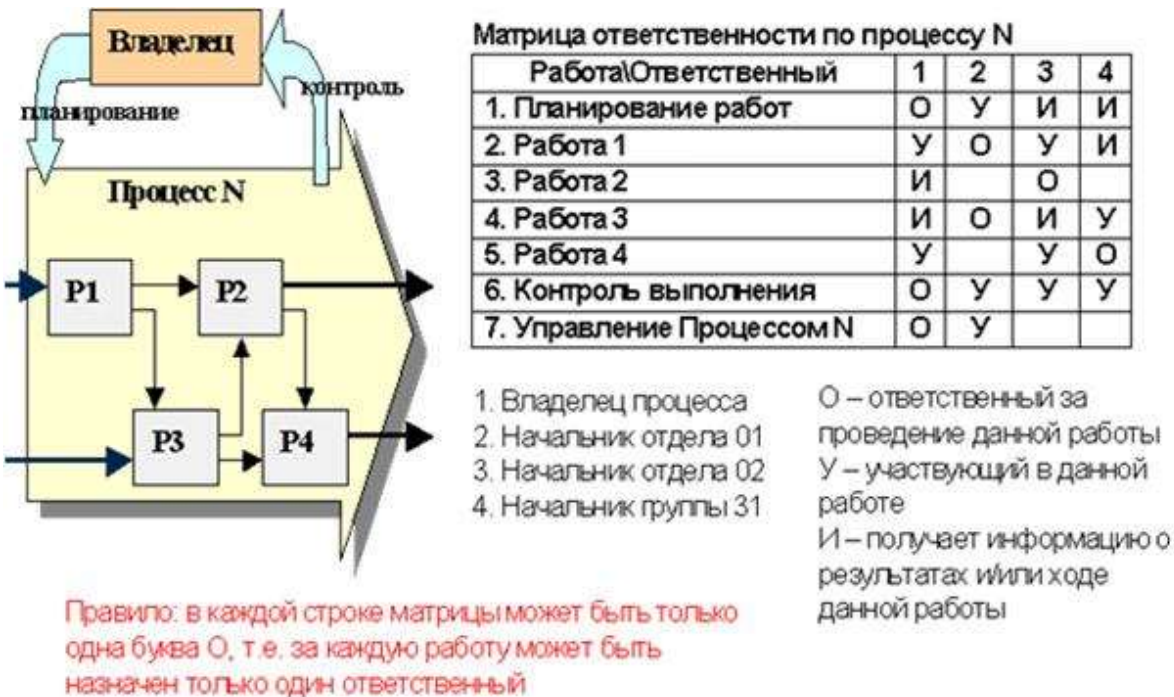 Владелец
планирование
контроль
Процесс N
P1
P2
P3
P4
Матрица ответственности по процессу N
Работа\Ответственный 1 2 3 4
1. Планирование работ О У И И
2. Работа 1 У О У И
3. Работа 2 И О
4. Работа 3 И О И У
5. Работа 4 У У О
6. Контроль выполнения О У У У
7. Управление Процессом N О У
1. Владелец процесса
2. Начальник отдела 01
3. Начальник отдела 02
4. Начальник группы 31
О – ответственный за
проведение данной работы
У – участвующий в данной
работе
И – получает информацию о
результатах и/или ходе
данной работы
Правило: в каждой строке матрицы может быть только
одна буква О, т.е. за каждую работу может быть
назначен только один ответственный